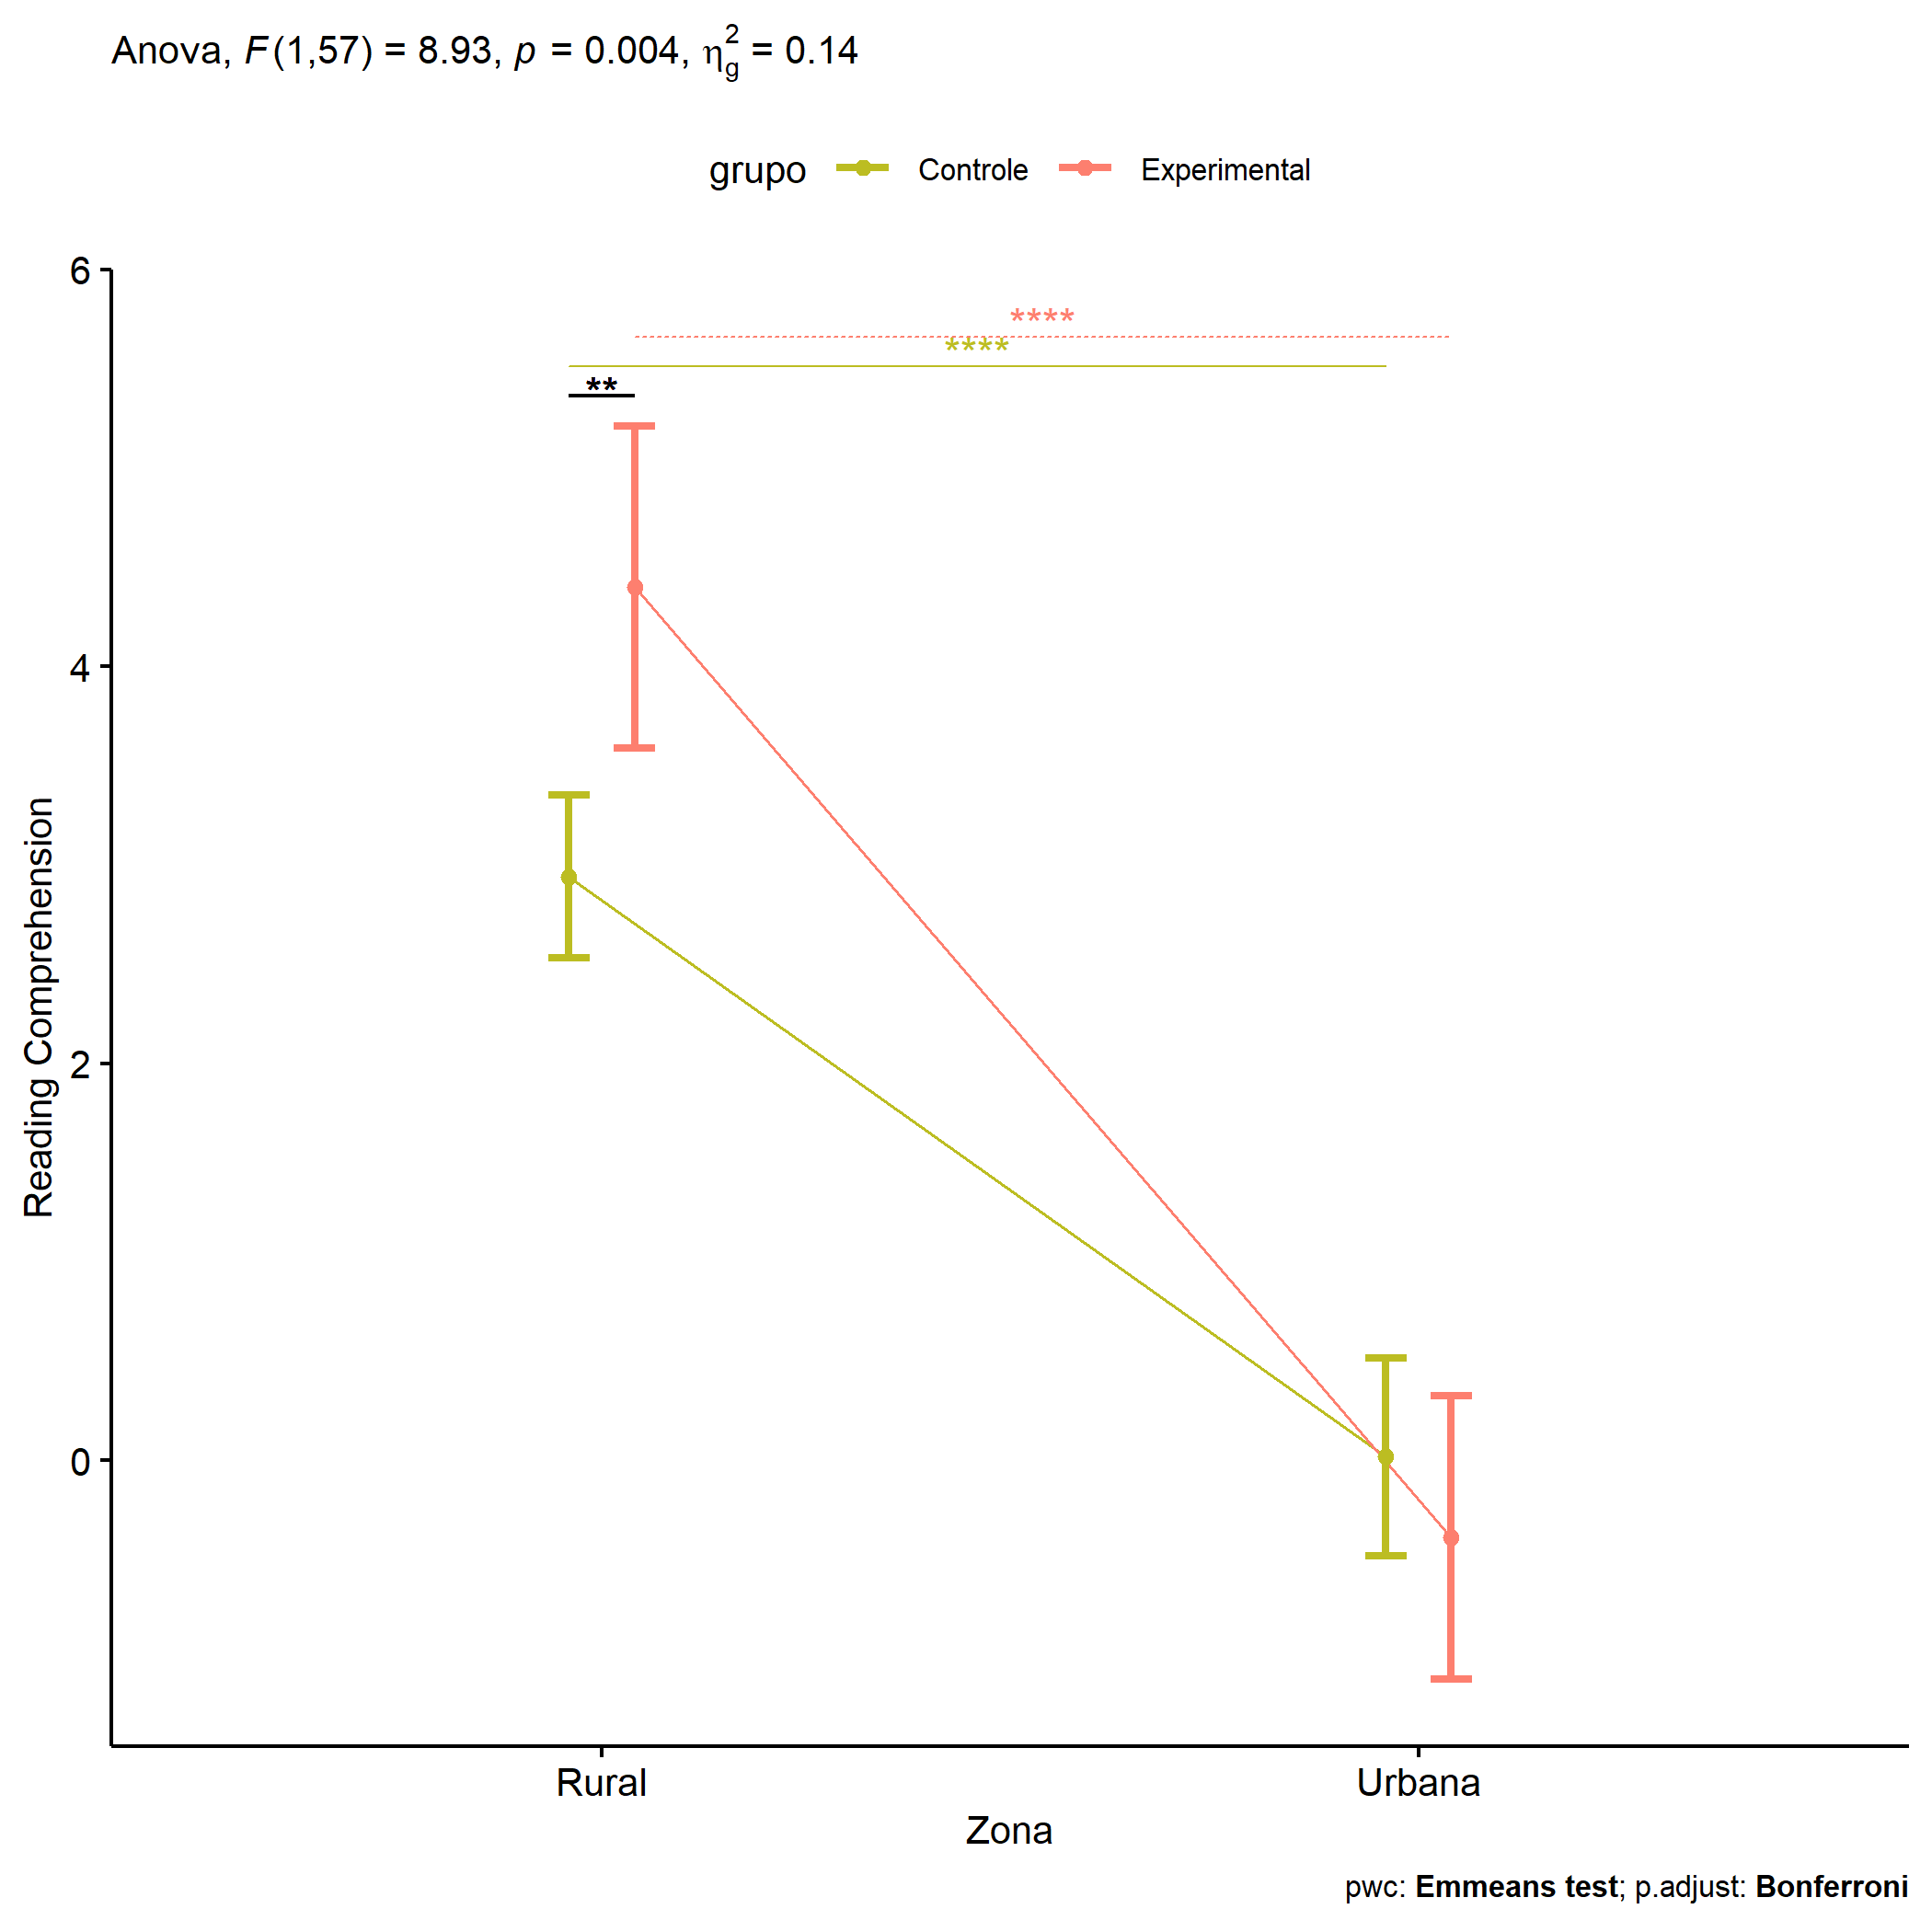 Anova, F(1,57) = 8.93, p = 0.004, η²g = 0.14
grupo Controle Experimental
6
****
****
**
4
Reading Comprehension
2
0
Rural Urbana
Zona
pwc: Emmeans test; p.adjust: Bonferroni